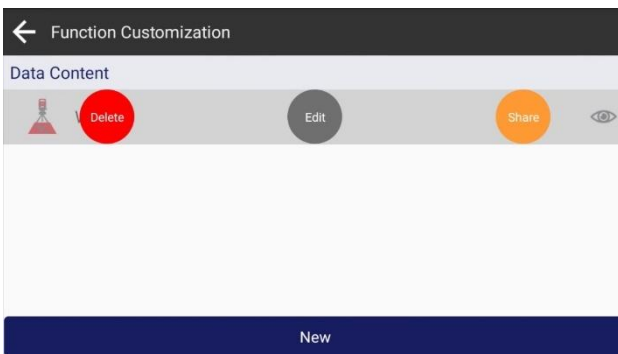 Function Customization
Data Content
Delete Edit Share
New